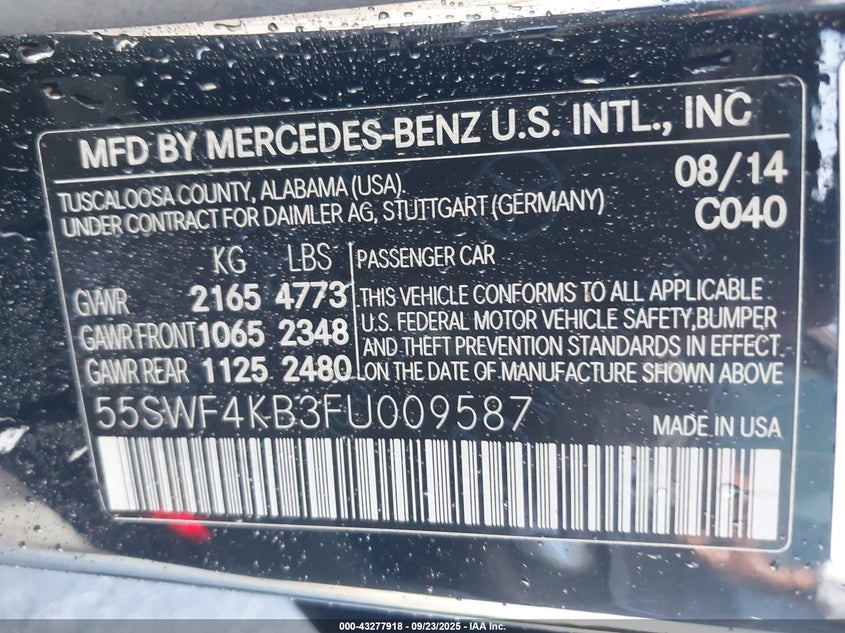 MFD BY MERCEDES-BENZ U.S. INTL., INC
TUSCALOOSA COUNTY, ALABAMA (USA).
UNDER CONTRACT FOR DAIMLER AG, STUTTGART (GERMANY)
08/14
C040
KG LBS
GVWR 2165 4773
GAWR FRONT 1065 2348
GAWR REAR 1125 2480
PASSENGER CAR
THIS VEHICLE CONFORMS TO ALL APPLICABLE
U.S. FEDERAL MOTOR VEHICLE SAFETY, BUMPER
AND THEFT PREVENTION STANDARDS IN EFFECT
ON THE DATE OF MANUFACTURE SHOWN ABOVE
55SWF4KB3FU009587
MADE IN USA
000-43277918 - 09/23/2025 - IAA Inc.